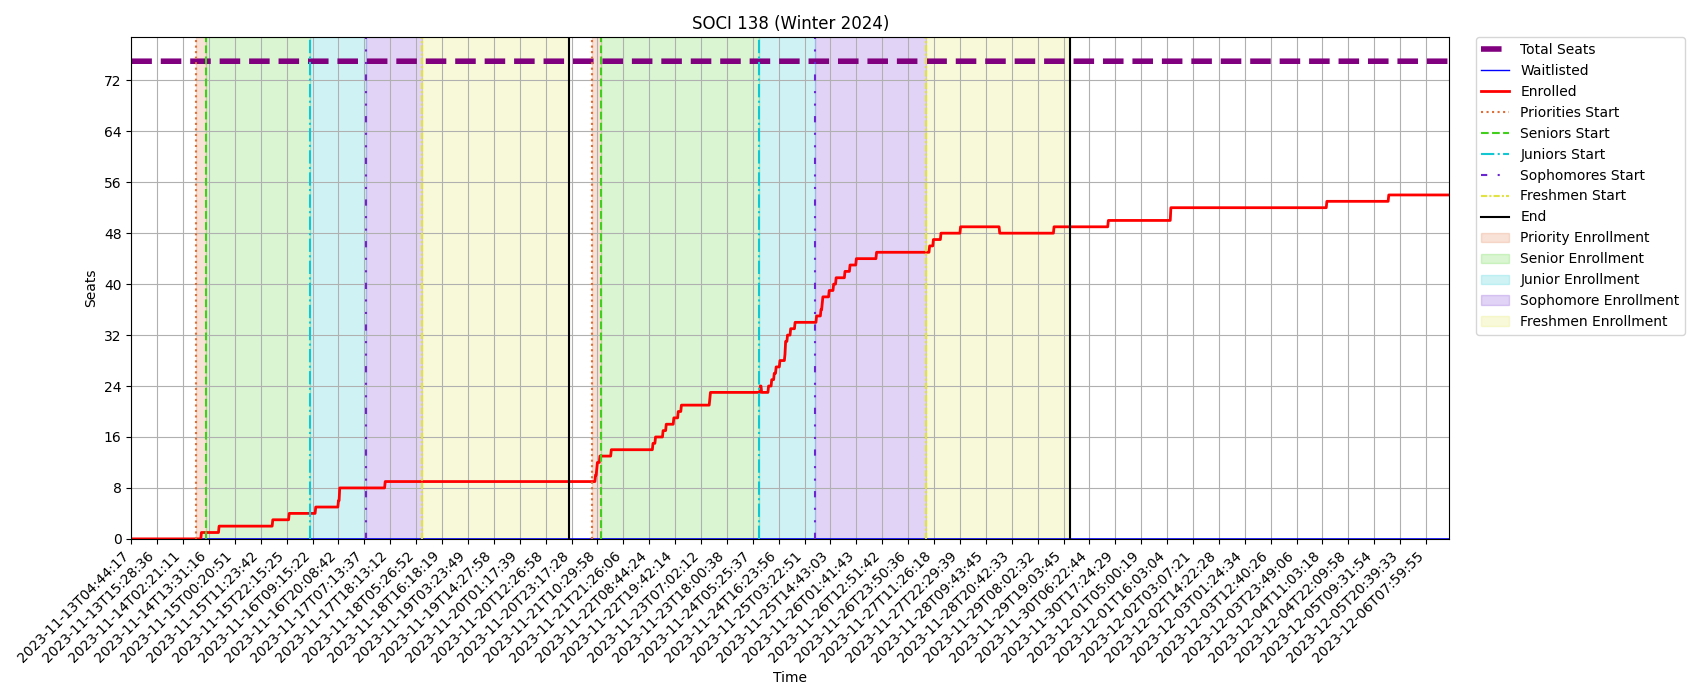 SOCI 138 (Winter 2024)
Total Seats
Waitlisted
Enrolled
Priorities Start
Seniors Start
Juniors Start
Sophomores Start
Freshmen Start
End
Priority Enrollment
Senior Enrollment
Junior Enrollment
Sophomore Enrollment
Freshmen Enrollment
Seats
72
64
56
48
40
32
24
16
8
0
2023-11-13T04:44:17
2023-11-13T15:28:36
2023-11-14T02:21:11
2023-11-14T13:31:16
2023-11-15T00:20:51
2023-11-15T11:23:42
2023-11-15T22:15:25
2023-11-16T09:15:22
2023-11-16T20:08:42
2023-11-17T07:13:37
2023-11-17T18:13:12
2023-11-18T05:26:52
2023-11-18T16:18:19
2023-11-19T03:23:49
2023-11-19T14:27:58
2023-11-20T01:17:39
2023-11-20T12:26:58
2023-11-20T23:17:28
2023-11-21T10:29:58
2023-11-21T21:26:06
2023-11-22T08:44:24
2023-11-22T19:42:14
2023-11-23T07:02:12
2023-11-23T18:00:38
2023-11-24T05:25:37
2023-11-24T16:23:56
2023-11-25T03:22:51
2023-11-25T14:43:03
2023-11-26T01:41:43
2023-11-26T12:51:42
2023-11-26T23:50:36
2023-11-27T11:26:19
2023-11-27T22:29:39
2023-11-28T09:43:45
2023-11-28T20:42:33
2023-11-29T08:02:32
2023-11-29T19:03:45
2023-11-30T06:22:44
2023-11-30T17:24:29
2023-12-01T05:00:19
2023-12-01T16:03:04
2023-12-02T03:07:21
2023-12-02T14:22:28
2023-12-03T01:24:34
2023-12-03T12:40:26
2023-12-03T23:49:06
2023-12-04T11:03:18
2023-12-04T22:09:58
2023-12-05T09:31:54
2023-12-05T20:39:33
2023-12-06T07:59:55
Time